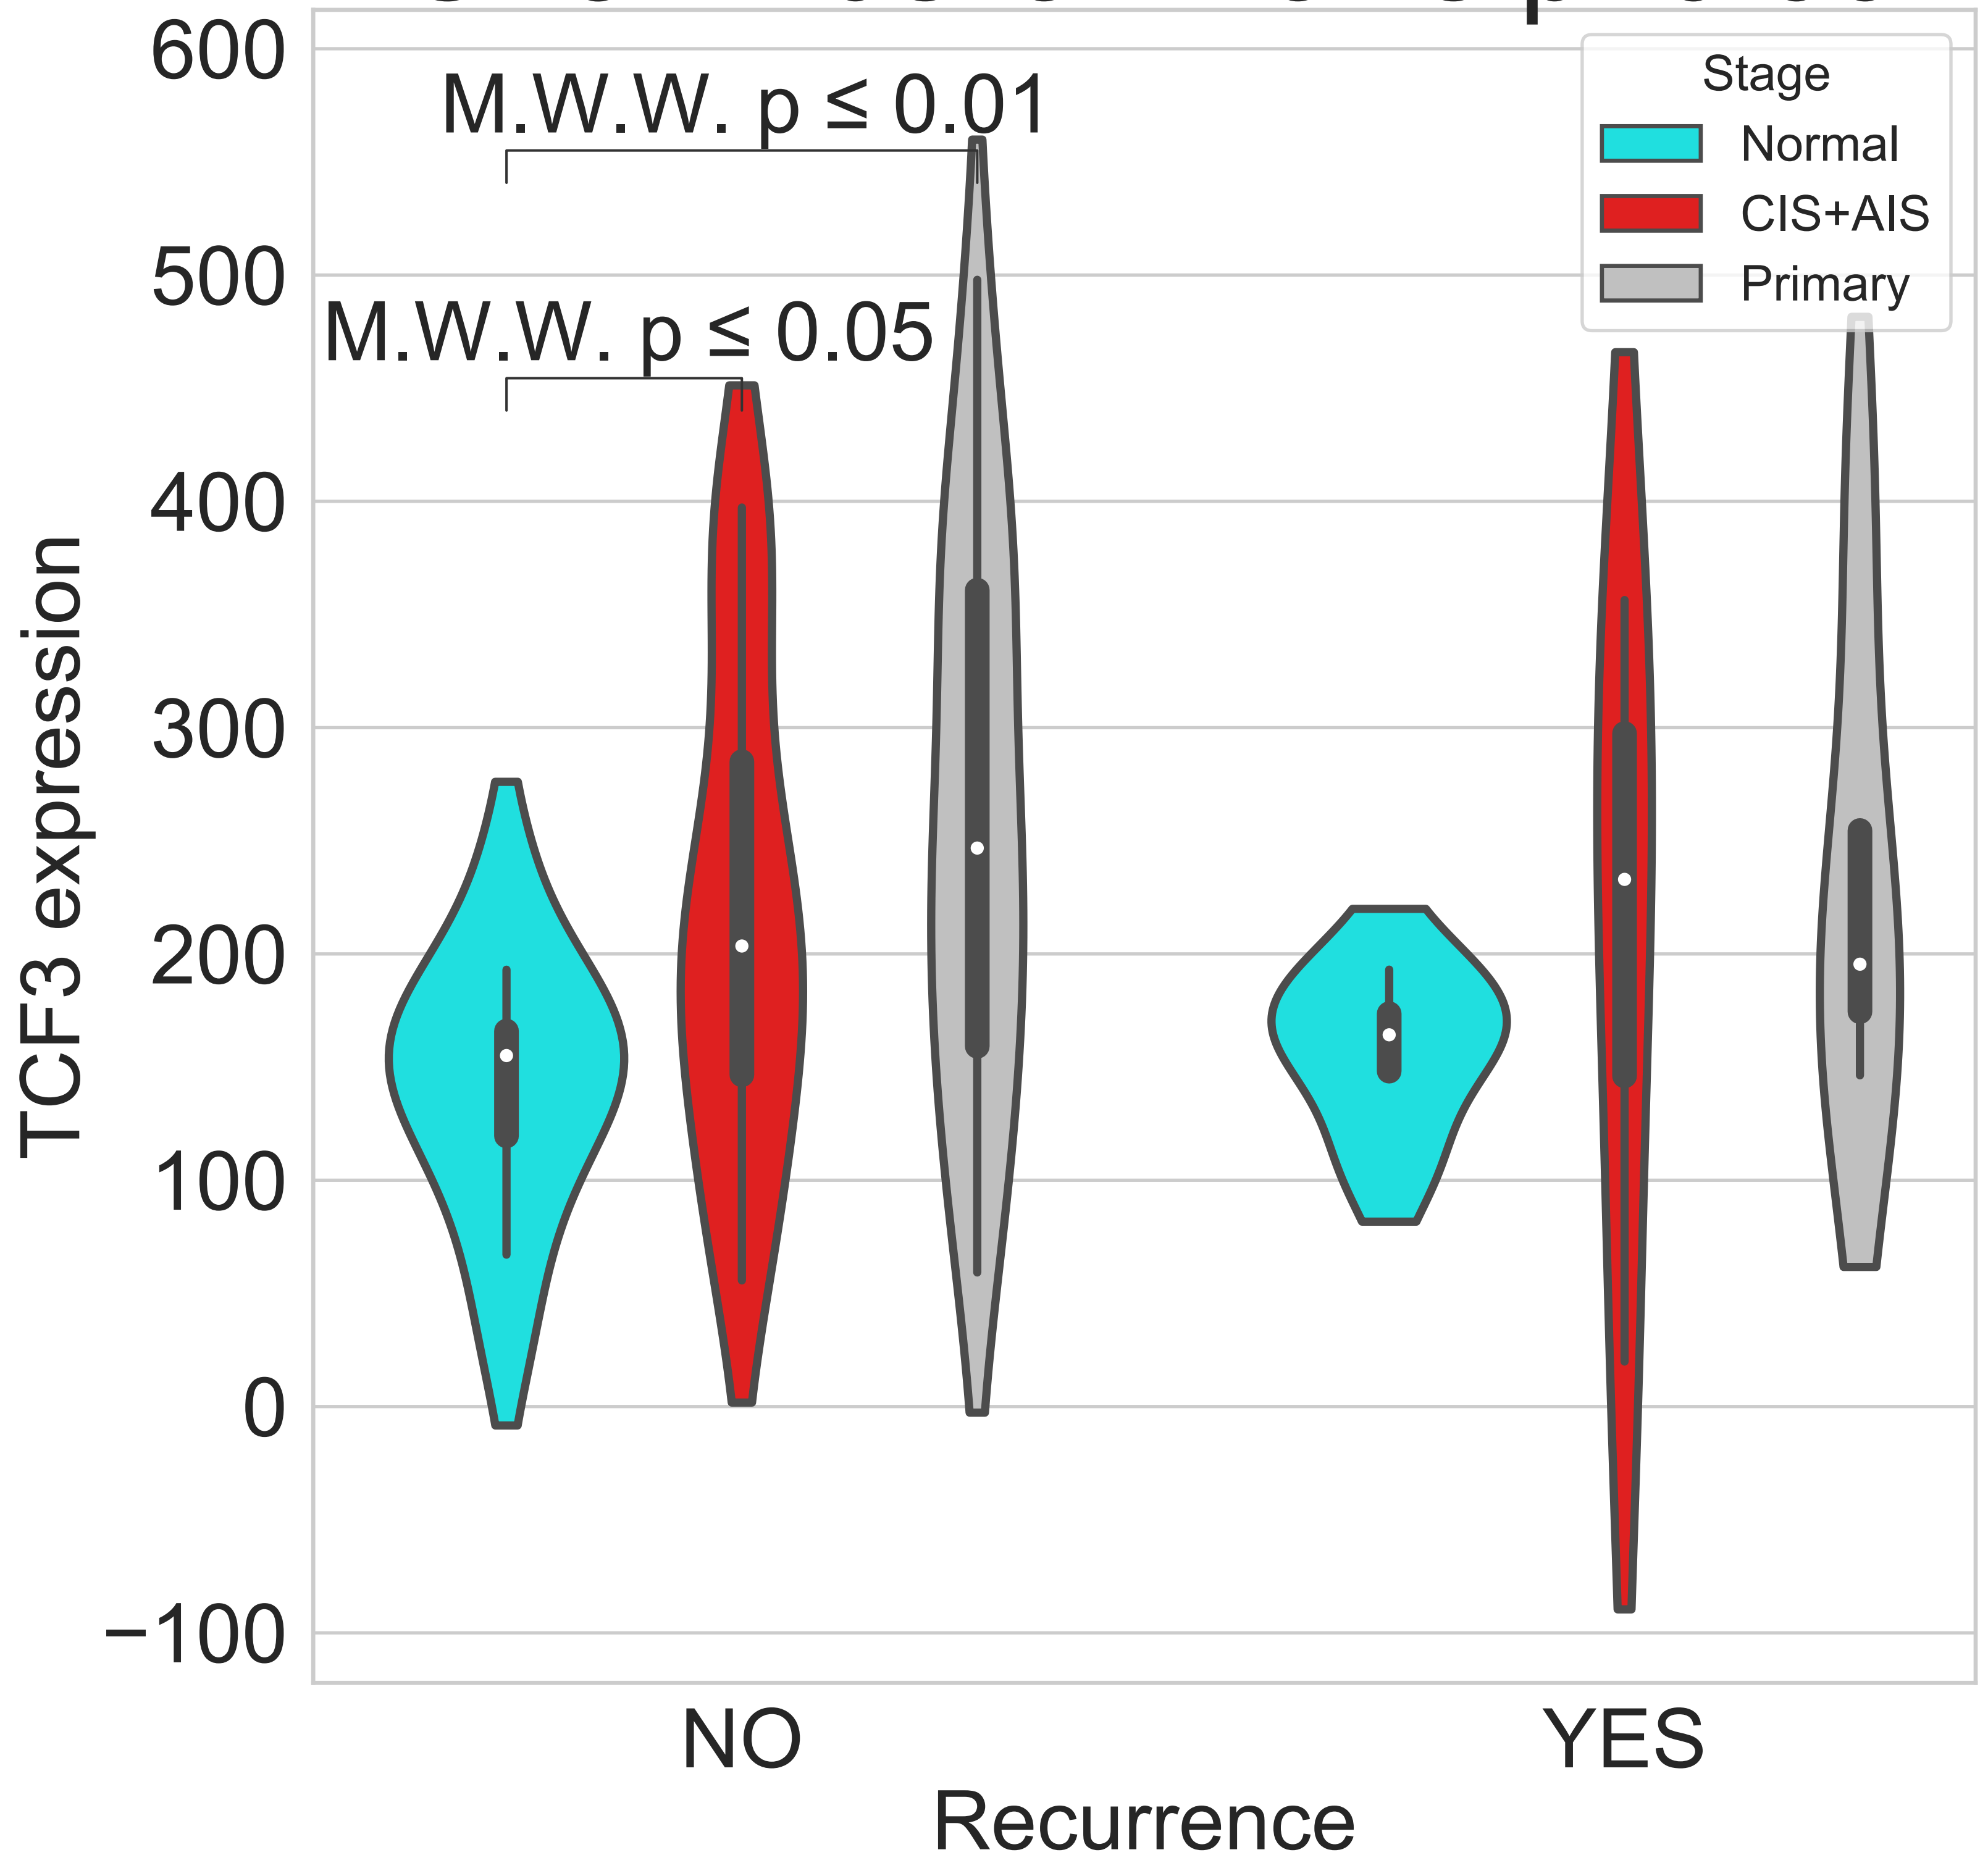 600
M.W.W. p ≤ 0.01
Stage
Normal
CIS+AIS
Primary
500
M.W.W. p ≤ 0.05
400
300
200
100
0
−100
TCF3 expression
NO
YES
Recurrence